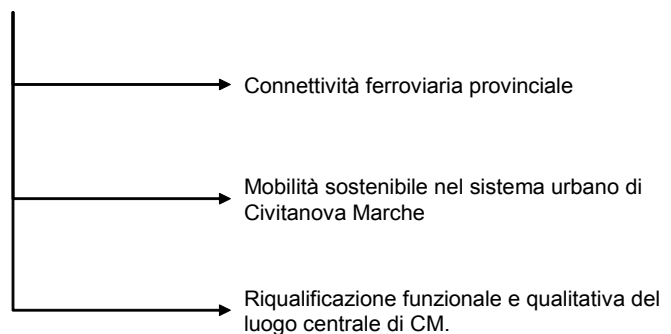 Connettività ferroviaria provinciale
Mobilità sostenibile nel sistema urbano di
Civitanova Marche
Riqualificazione funzionale e qualitativa del
luogo centrale di CM.